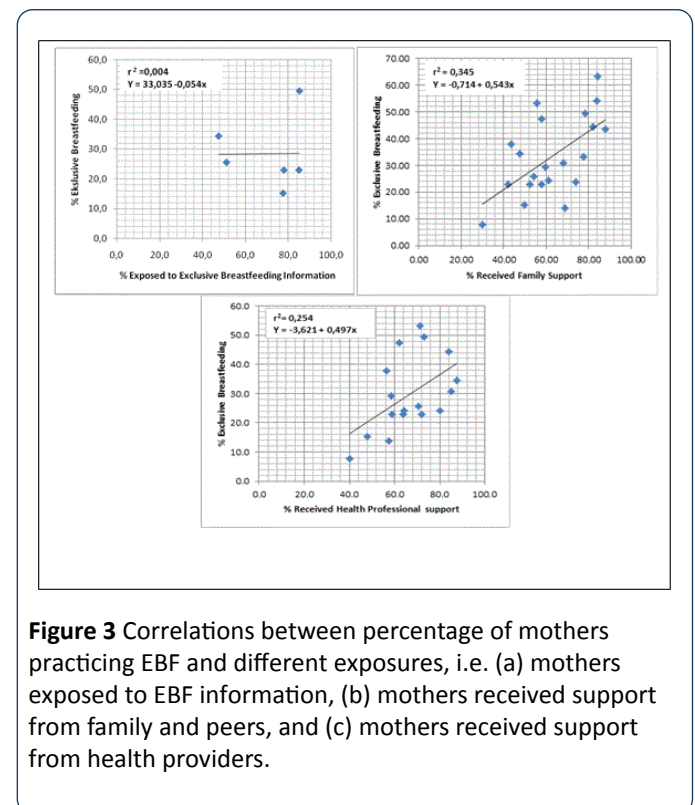 60,0
50,0
40,0
30,0
20,0
10,0
0,0
% Ekslusive Breastfeeding
r² =0,004
Y = 33,035 -0,054x
0,0 20,0 40,0 60,0 80,0 100,0
% Exposed to Exclusive Breastfeeding Information
70.00
60.00
50.00
40.00
30.00
20.00
10.00
0.00
% Exclusive Breastfeeding
r²= 0,345
Y = -0,714 + 0,543x
0.00 20.00 40.00 60.00 80.00 100.00
% Received Family Support
60.0
50.0
40.0
30.0
20.0
10.0
0.0
% Exclusive Breastfeeding
r²= 0,254
Y = -3,621 + 0,497x
0.0 20.0 40.0 60.0 80.0 100.0
% Received Health Professional support
Figure 3 Correlations between percentage of mothers
practicing EBF and different exposures, i.e. (a) mothers
exposed to EBF information, (b) mothers received support
from family and peers, and (c) mothers received support
from health providers.